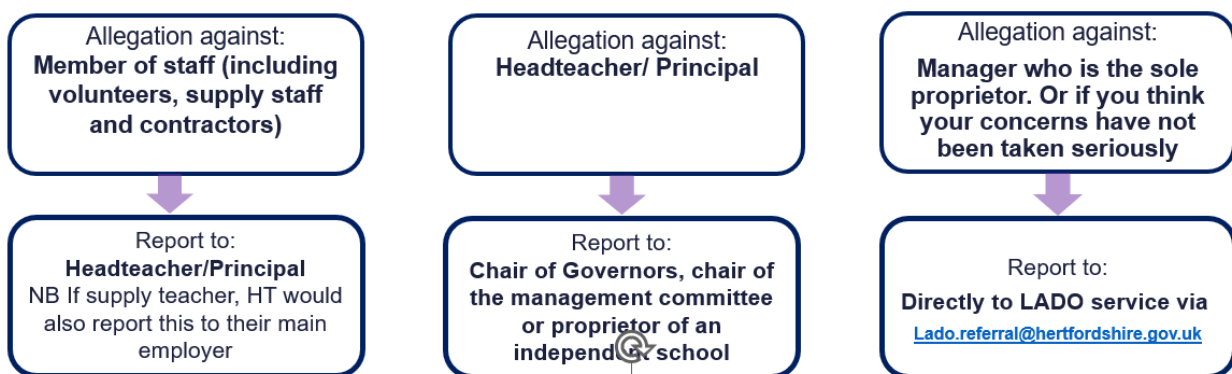 Allegation against:
Member of staff (including
volunteers, supply staff
and contractors)
Report to:
Headteacher/Principal
NB If supply teacher, HT would
also report this to their main
employer
Allegation against:
Headteacher/ Principal
Report to:
Chair of Governors, chair of
the management committee
or proprietor of an
independent school
Allegation against:
Manager who is the sole
proprietor. Or if you think
your concerns have not
been taken seriously
Report to:
Directly to LADO service via
Lado.referral@hertfordshire.gov.uk